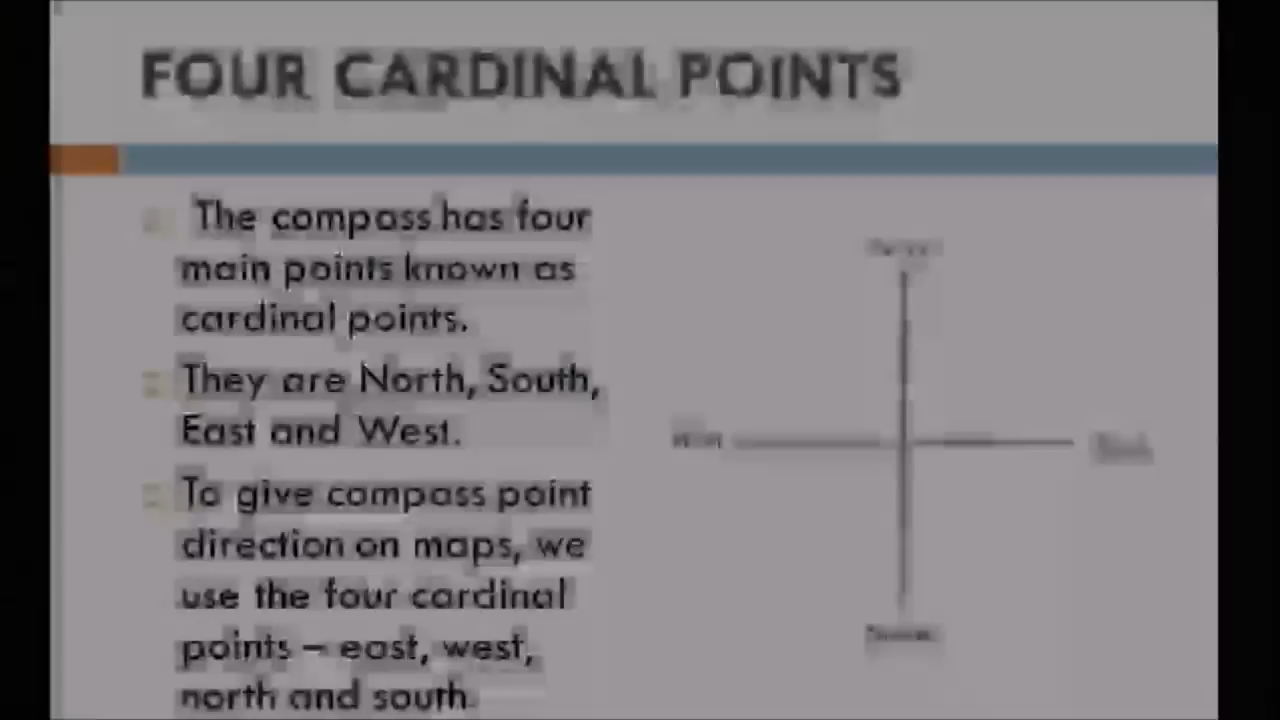 FOUR CARDINAL POINTS
The compass has four
main points known as
cardinal points.
They are North, South,
East and West.
To give compass point
direction on maps, we
use the four cardinal
points – east, west,
north and south.